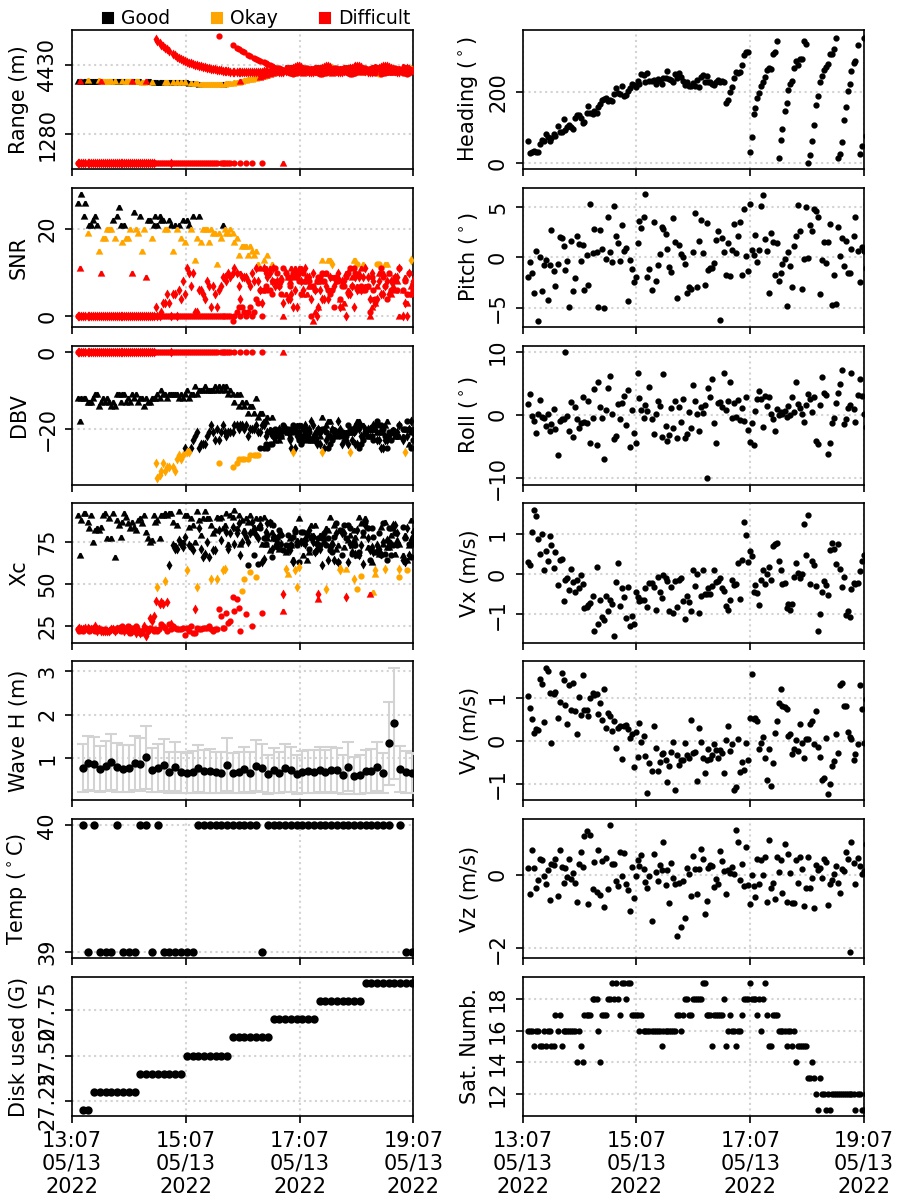 Good Okay Difficult
Range (m)
4430
1280
Heading (°)
200
0
SNR
20
0
Pitch (°)
5
0
−5
DBV
0
−20
Roll (°)
10
0
−10
Xc
75
50
25
Vx (m/s)
1
0
−1
Wave H (m)
3
2
1
Vy (m/s)
1
0
−1
Temp (°C)
40
39
Vz (m/s)
0
−2
Disk used (G)
27.75
27.50
27.25
Sat. Numb.
18
16
14
12
13:07 15:07 17:07 19:07 13:07 15:07 17:07 19:07
05/13 05/13 05/13 05/13 05/13 05/13 05/13 05/13
2022 2022 2022 2022 2022 2022 2022 2022